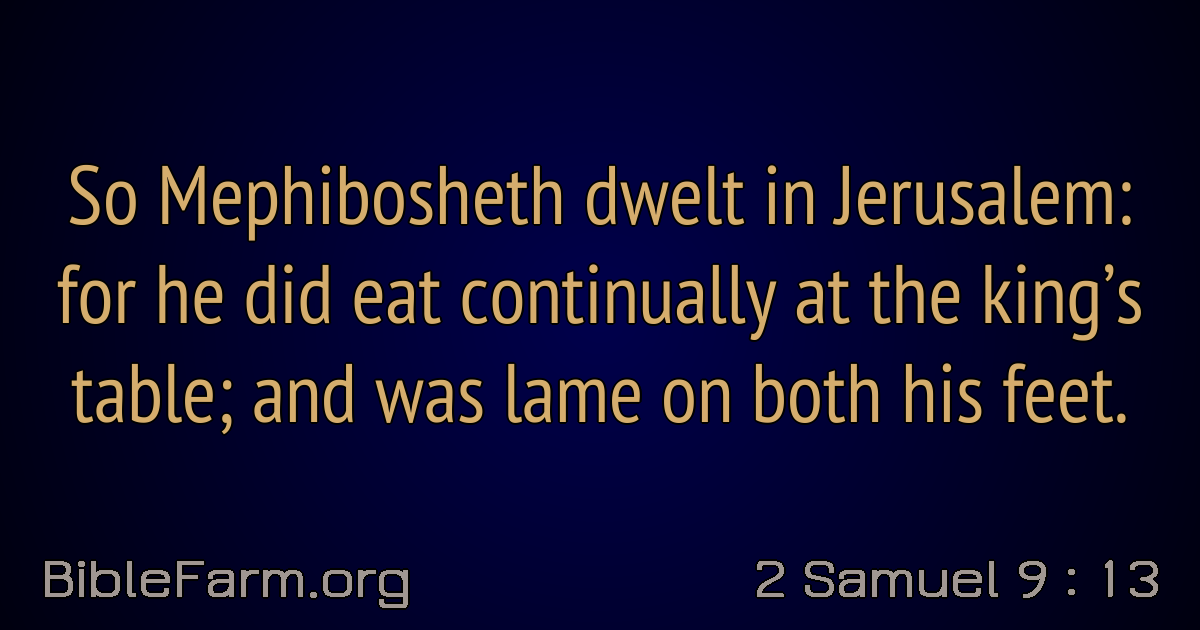 So Mephibosheth dwelt in Jerusalem:
for he did eat continually at the king’s
table; and was lame on both his feet.
BibleFarm.org
2 Samuel 9 : 13